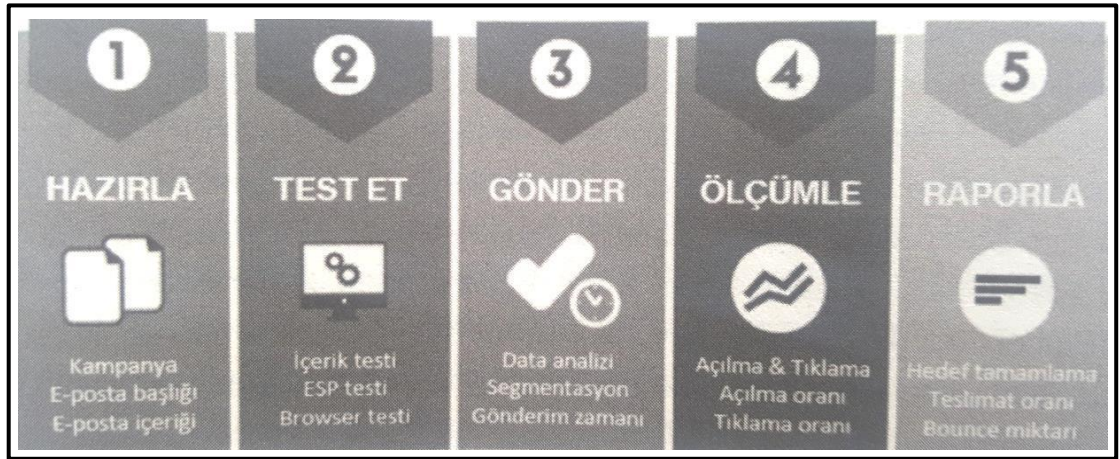 1
HAZIRLA
Kampanya
E-posta başlığı
E-posta içeriği
2
TEST ET
İçerik testi
ESP testi
Browser testi
3
GÖNDER
Data analizi
Segmentasyon
Gönderim zamanı
4
ÖLÇÜMLE
Açılma & Tıklama
Açılma oranı
Tıklama oranı
5
RAPORLA
Hedef tamamlama
Teslimat oranı
Bounce miktarı